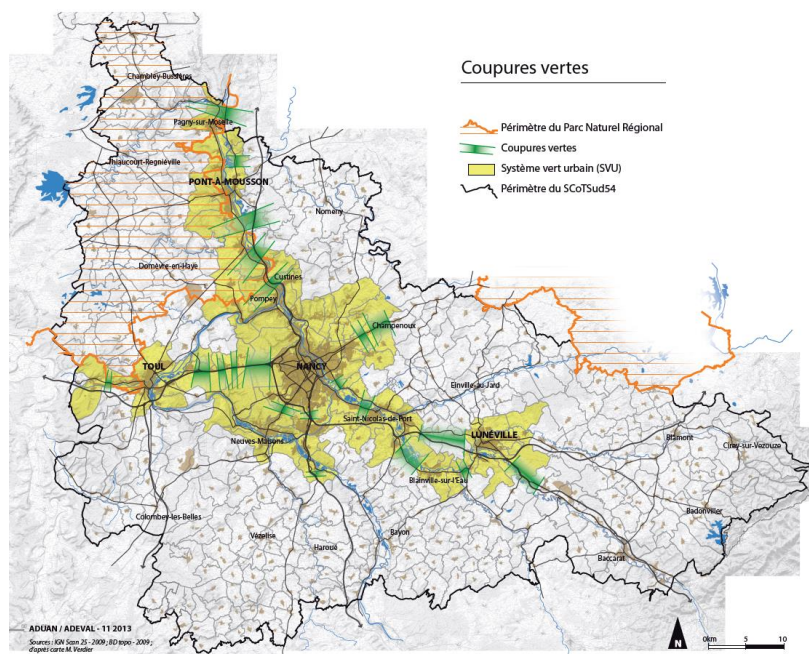 Coupures vertes
Périmètre du Parc Naturel Régional
Coupures vertes
Système vert urbain (SVU)
Périmètre du SCoTSud54
Chambley-Bussières
Pagny-sur-Moselle
Thiaucourt-Regniéville
PONT-À-MOUSSON
Nomeny
Domèvre-en-Haye
Custines
Pompey
Champenoux
TOUL
NANCY
Einville-au-Jard
Saint-Nicolas-de-Port
LUNÉVILLE
Neuves-Maisons
Blâmont
Cirey-sur-Vezouze
Blainville-sur-l'Eau
Badonviller
Colombey-les-Belles
Vézelise
Haroué
Bayon
Baccarat
ADUAN / ADEVAL - 11 2013
Sources : IGN Scan 25 - 2009 ; BD topo - 2009 ;
d'après carte M. Verdier
N
0km 5 10